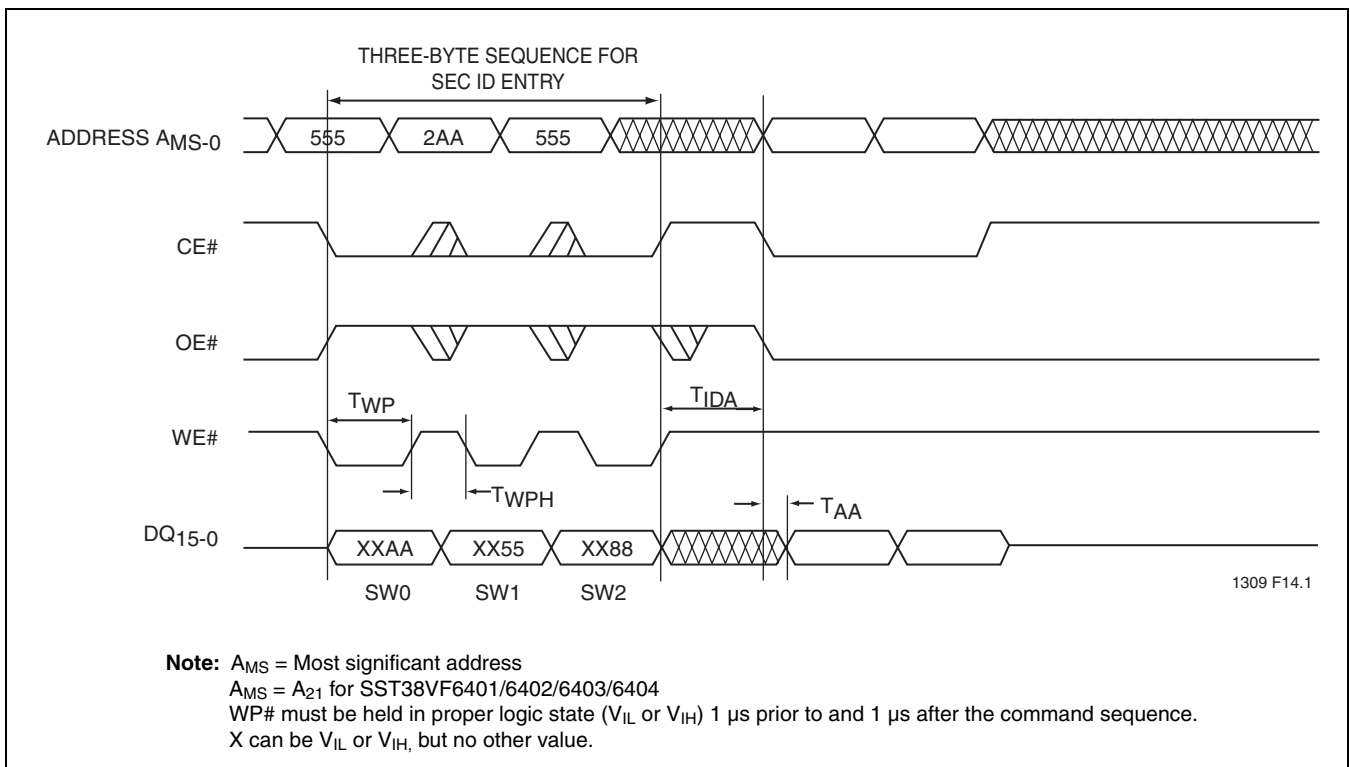 THREE-BYTE SEQUENCE FOR
SEC ID ENTRY
ADDRESS AMS-0
555
2AA
555
CE#
OE#
TWP
TIDA
WE#
TWPH
TAA
DQ15-0
XXAA
XX55
XX88
SW0
SW1
SW2
1309 F14.1
Note: AMS = Most significant address
AMS = A21 for SST38VF6401/6402/6403/6404
WP# must be held in proper logic state (VIL or VIH) 1 µs prior to and 1 µs after the command sequence.
X can be VIL or VIH, but no other value.